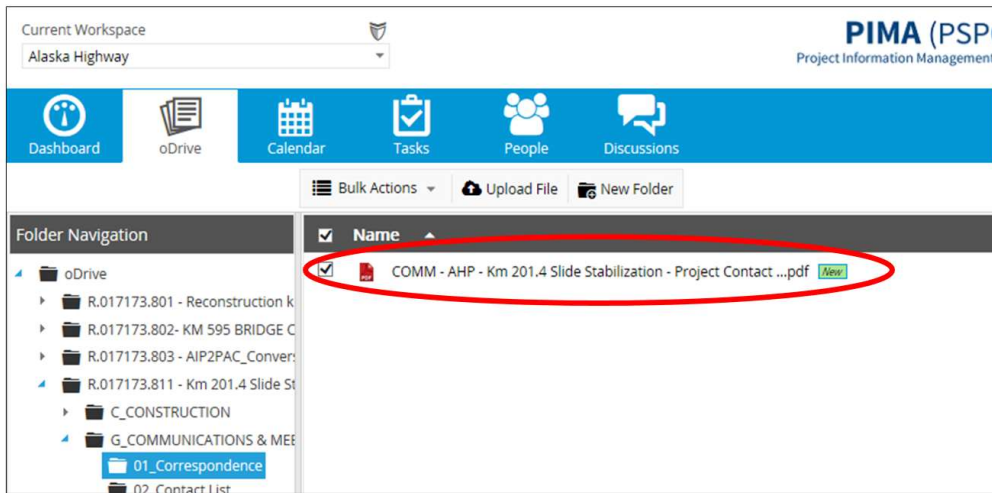 Current Workspace
Alaska Highway
PIMA (PSP
Project Information Management
Dashboard
oDrive
Calendar
Tasks
People
Discussions
Bulk Actions
Upload File
New Folder
Folder Navigation
Name
oDrive
COMM - AHP - Km 201.4 Slide Stabilization - Project Contact ...pdf New
PDF
R.017173.801 - Reconstruction k
R.017173.802- KM 595 BRIDGE C
R.017173.803 - AIP2PAC_Convers
R.017173.811 - Km 201.4 Slide St
C_CONSTRUCTION
G_COMMUNICATIONS & MEE
01_Correspondence
02_Contact List